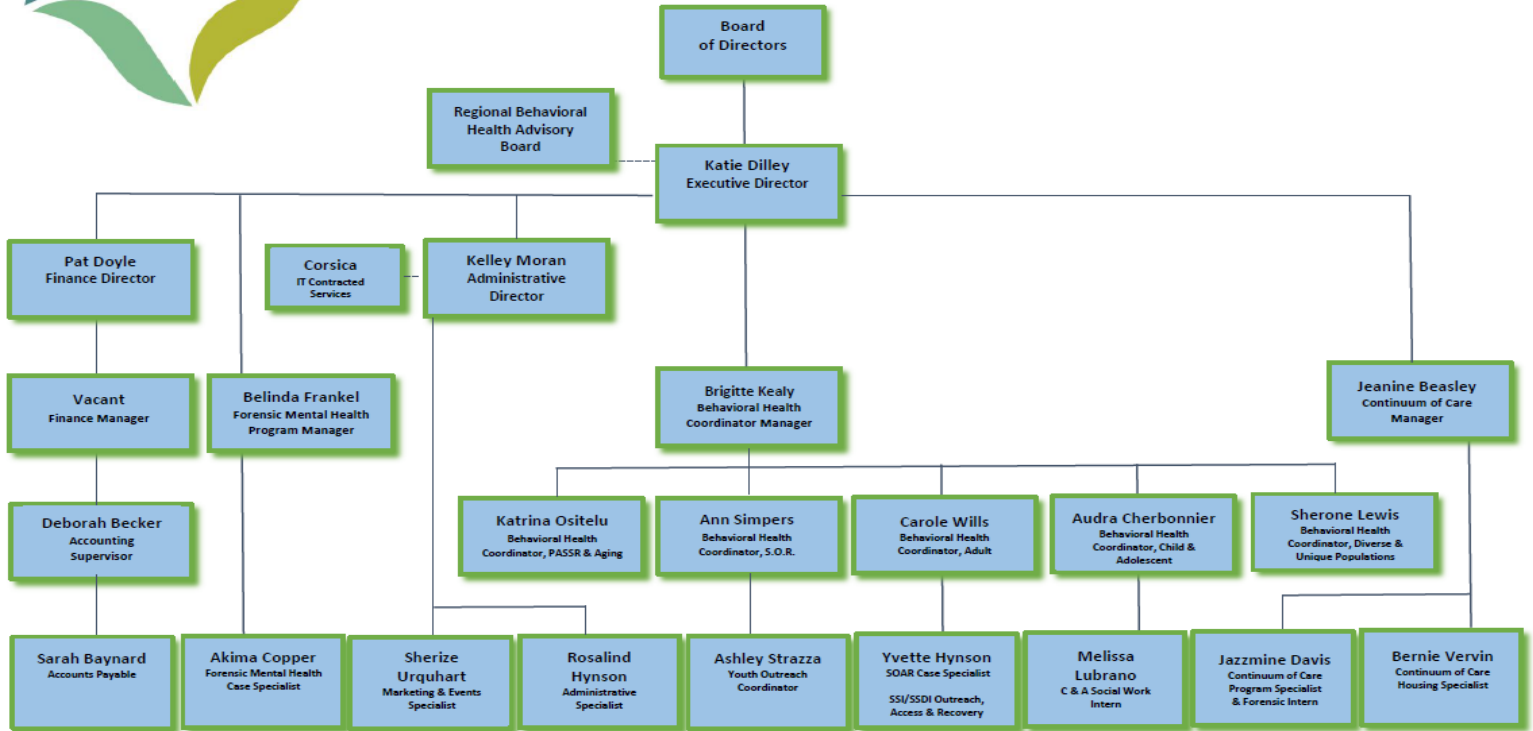 Board
of Directors
Regional Behavioral
Health Advisory
Board
Katie Dilley
Executive Director
Pat Doyle
Finance Director
Corsica
IT Contracted
Services
Kelley Moran
Administrative
Director
Vacant
Finance Manager
Belinda Frankel
Forensic Mental Health
Program Manager
Brigitte Kealy
Behavioral Health
Coordinator Manager
Jeanine Beasley
Continuum of Care
Manager
Deborah Becker
Accounting
Supervisor
Katrina Ositelu
Behavioral Health
Coordinator, PASSR & Aging
Ann Simpers
Behavioral Health
Coordinator, S.O.R.
Carole Wills
Behavioral Health
Coordinator, Adult
Audra Cherbonnier
Behavioral Health
Coordinator, Child &
Adolescent
Sherone Lewis
Behavioral Health
Coordinator, Diverse &
Unique Populations
Sarah Baynard
Accounts Payable
Akima Copper
Forensic Mental Health
Case Specialist
Sherize
Urquhart
Marketing & Events
Specialist
Rosalind
Hynson
Administrative
Specialist
Ashley Strazza
Youth Outreach
Coordinator
Yvette Hynson
SOAR Case Specialist
SSI/SSDI Outreach,
Access & Recovery
Melissa
Lubrano
C & A Social Work
Intern
Jazzmine Davis
Continuum of Care
Program Specialist
& Forensic Intern
Bernie Vervin
Continuum of Care
Housing Specialist